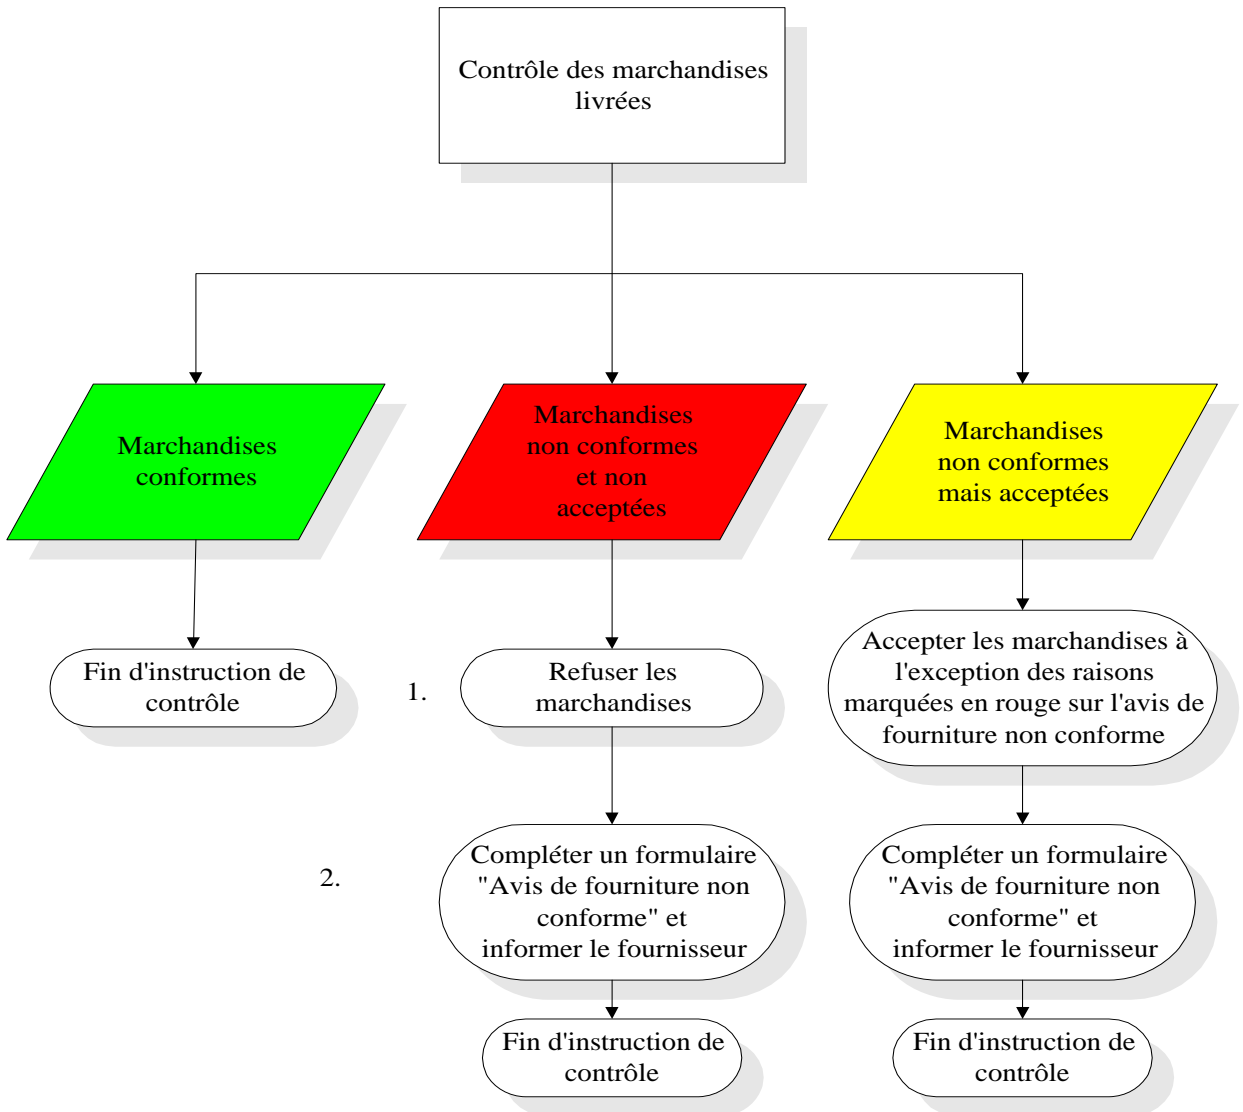 Contrôle des marchandises
livrées
Marchandises
conformes
Marchandises
non conformes
et non
acceptées
Marchandises
non conformes
mais acceptées
Fin d'instruction de
contrôle
1.
Refuser les
marchandises
Accepter les marchandises à
l'exception des raisons
marquées en rouge sur l'avis de
fourniture non conforme
2.
Compléter un formulaire
"Avis de fourniture non
conforme" et
informer le fournisseur
Compléter un formulaire
"Avis de fourniture non
conforme" et
informer le fournisseur
Fin d'instruction de
contrôle
Fin d'instruction de
contrôle